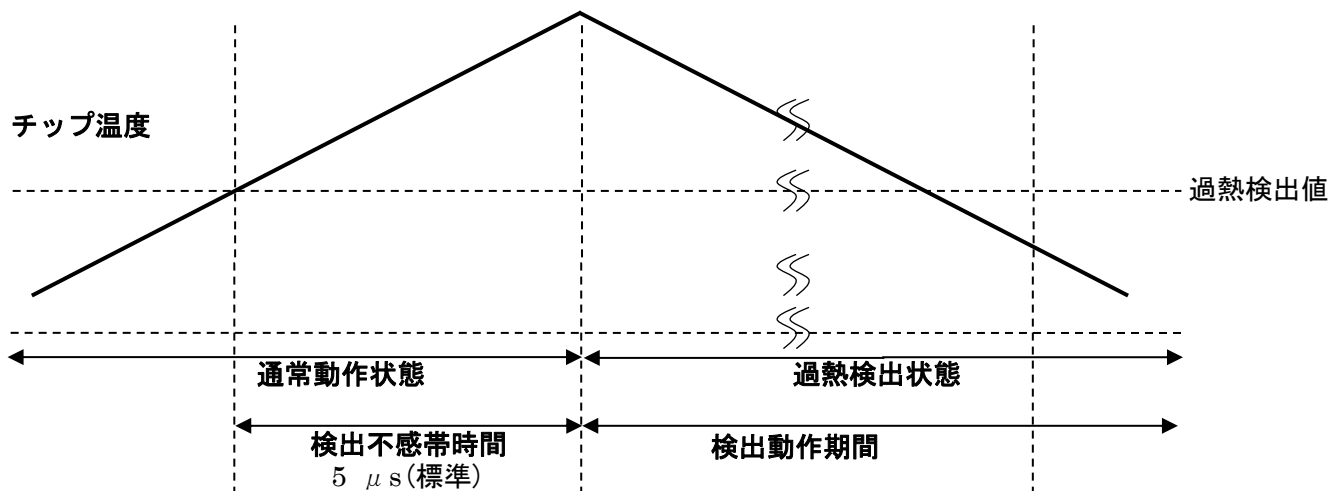 チップ温度
過熱検出値
通常動作状態
過熱検出状態
検出不感帯時間
検出動作期間
5 μs(標準)